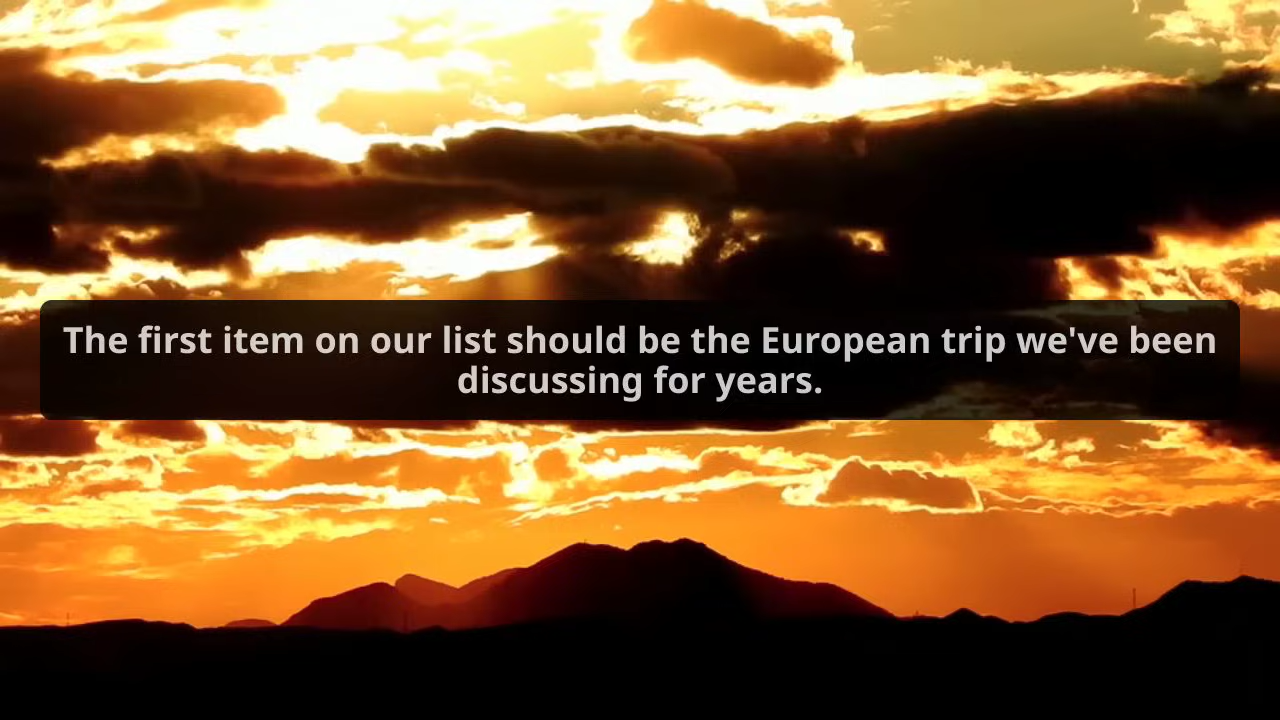 The first item on our list should be the European trip we've been
discussing for years.